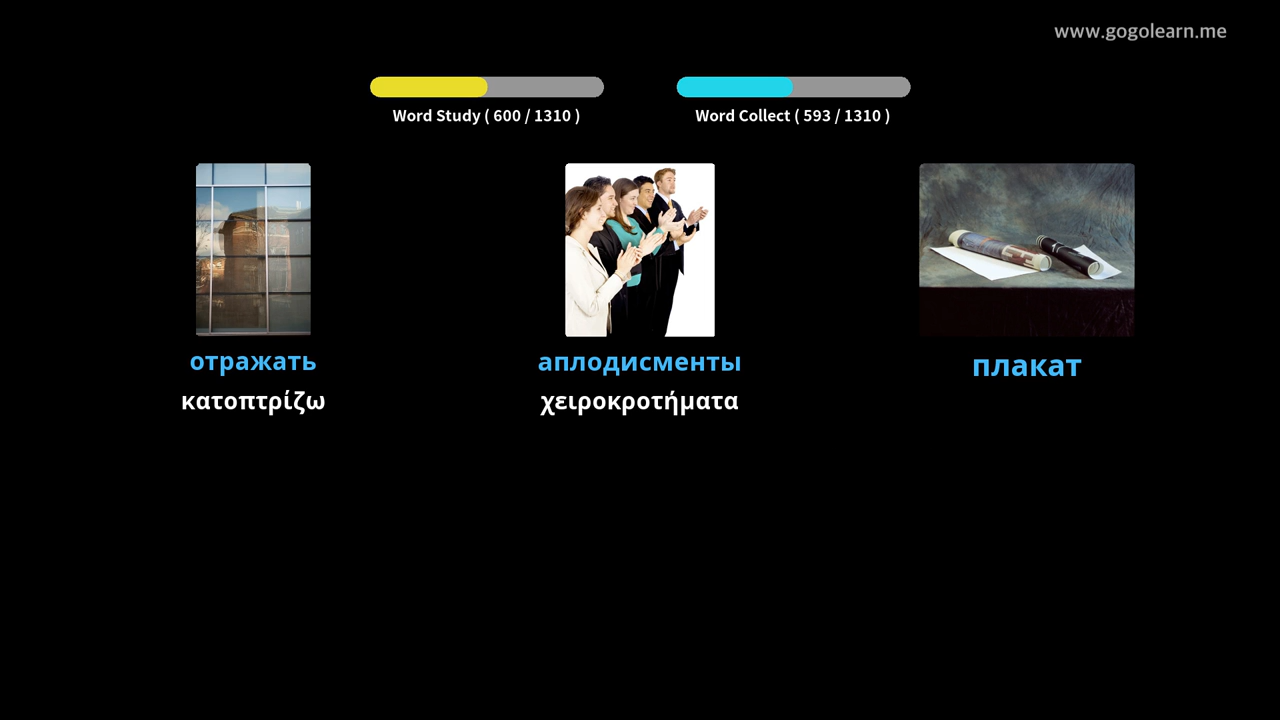 www.gogolearn.me
Word Study ( 600 / 1310 )
Word Collect ( 593 / 1310 )
отражать
κατοπτρίζω
аплодисменты
χειροκροτήματα
плакат